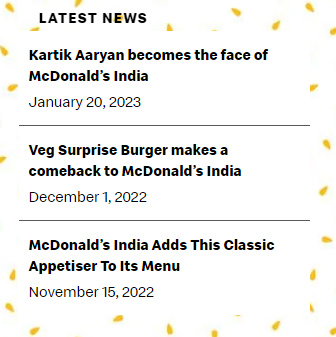 LATEST NEWS
Kartik Aaryan becomes the face of
McDonald’s India
January 20, 2023
Veg Surprise Burger makes a
comeback to McDonald’s India
December 1, 2022
McDonald’s India Adds This Classic
Appetiser To Its Menu
November 15, 2022